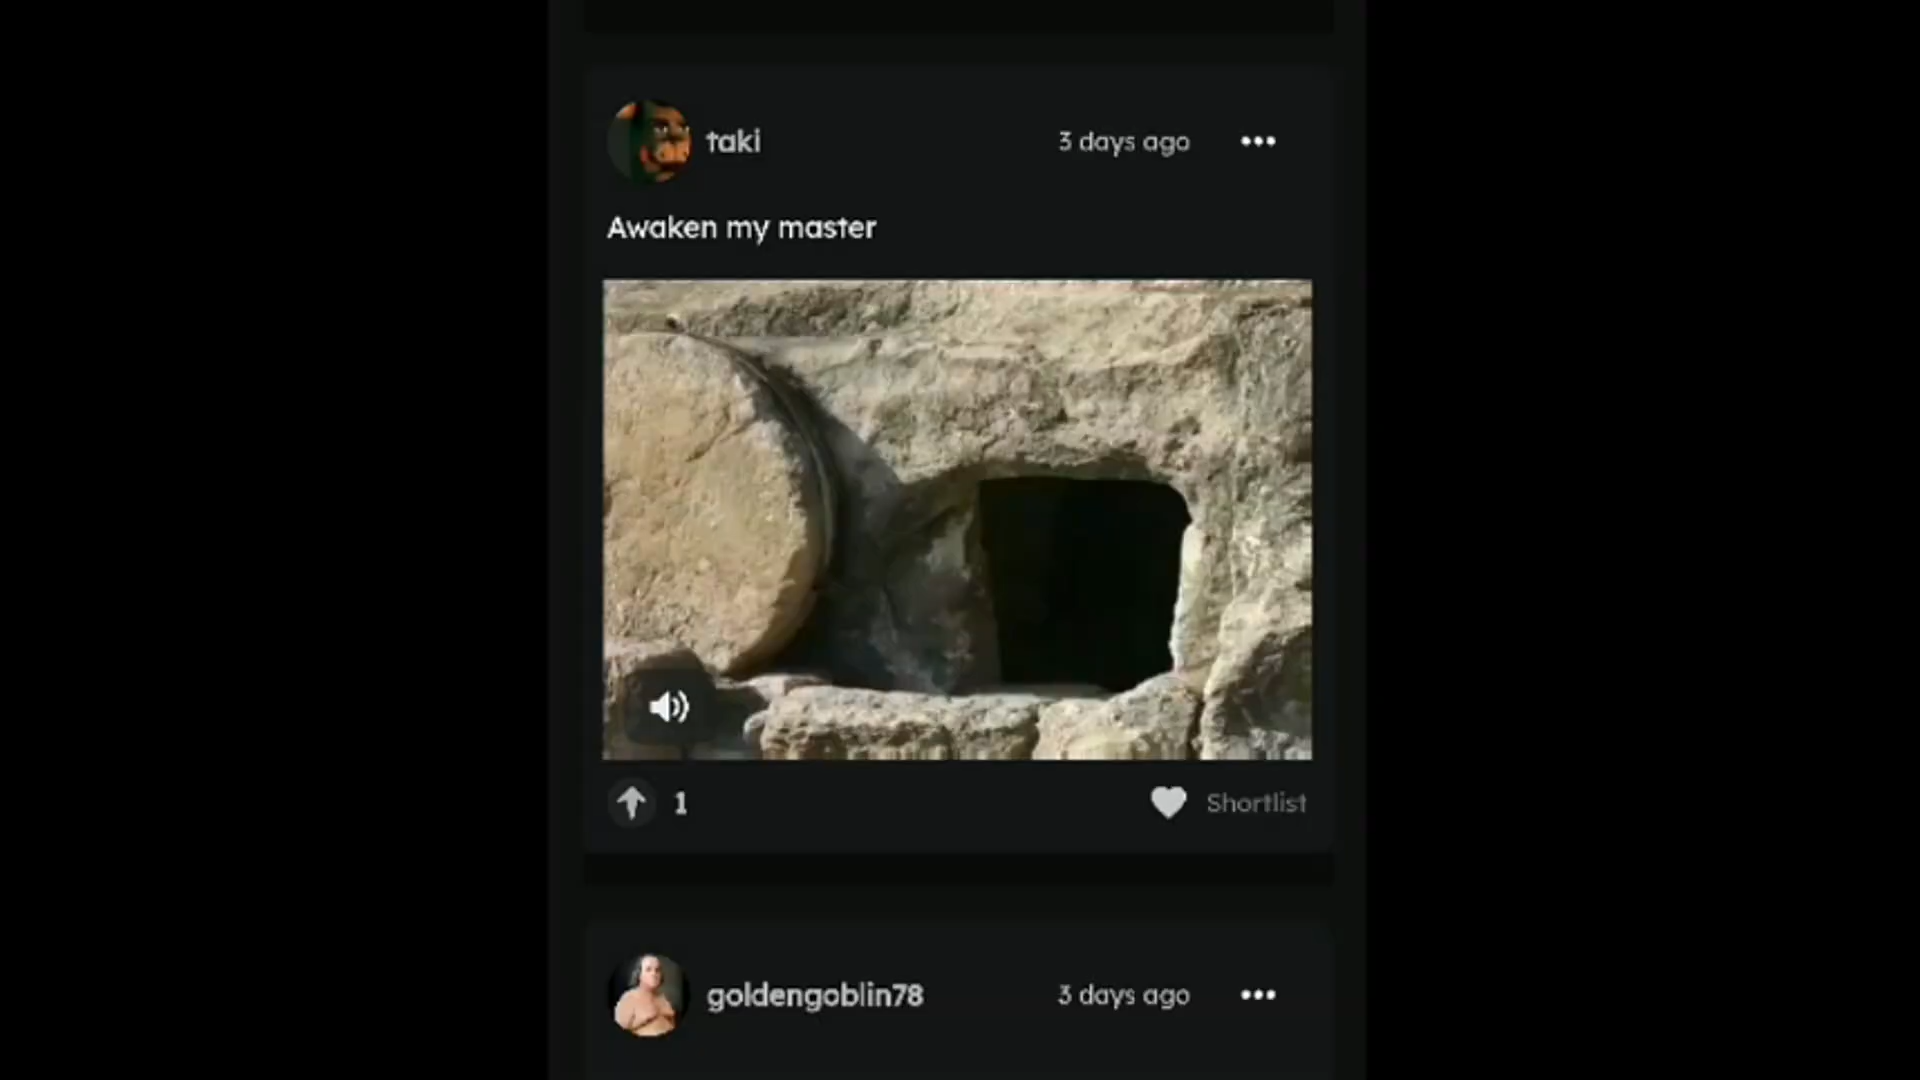 taki
3 days ago
Awaken my master
1
Shortlist
goldengoblin78
3 days ago